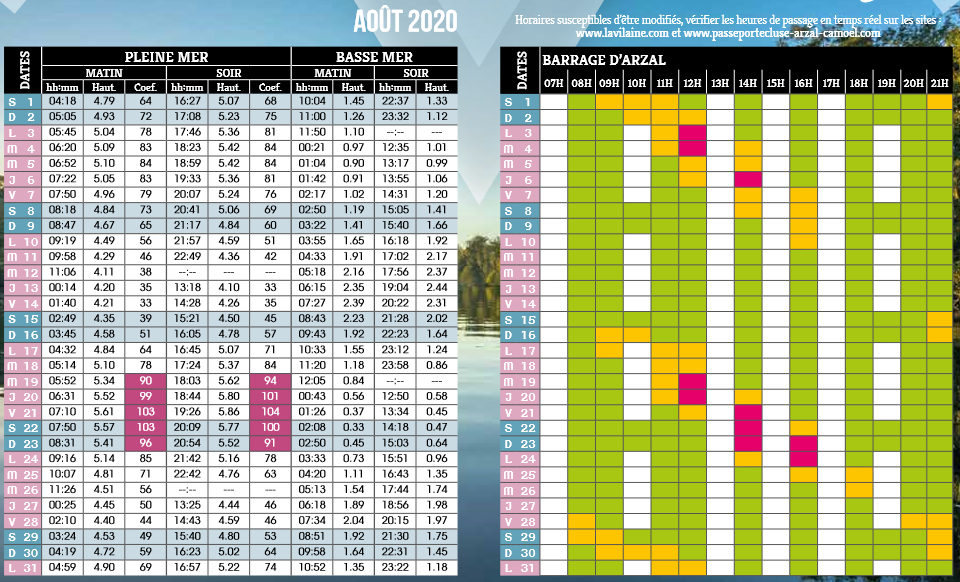 AOÛT 2020
Horaires susceptibles d'être modifiés, vérifier les heures de passage en temps réel sur les sites :
www.lavilaine.com et www.passeportecluse-arzal-camoel.com
DATES PLEINE MER BASSE MER
MATIN SOIR MATIN SOIR
hh:mm Haut. Coef. hh:mm Haut. Coef. hh:mm Haut. hh:mm Haut.
S 1 04:18 4.79 64 16:27 5.07 68 10:04 1.45 22:37 1.33
D 2 05:05 4.93 72 17:08 5.23 75 11:00 1.26 23:32 1.12
L 3 05:45 5.04 78 17:46 5.36 81 11:50 1.10 --:-- ---
M 4 06:20 5.09 83 18:23 5.42 84 00:21 0.97 12:35 1.01
M 5 06:52 5.10 84 18:59 5.42 84 01:04 0.90 13:17 0.99
J 6 07:22 5.05 83 19:33 5.36 81 01:42 0.91 13:55 1.06
V 7 07:50 4.96 79 20:07 5.24 76 02:17 1.02 14:31 1.20
S 8 08:18 4.84 73 20:41 5.06 69 02:50 1.19 15:05 1.41
D 9 08:47 4.67 65 21:17 4.84 60 03:22 1.41 15:40 1.66
L 10 09:19 4.49 56 21:57 4.59 51 03:55 1.65 16:18 1.92
M 11 09:58 4.29 46 22:49 4.36 42 04:33 1.91 17:02 2.17
M 12 11:06 4.11 38 --:-- --- --- 05:18 2.16 17:56 2.37
J 13 00:14 4.20 35 13:18 4.10 33 06:15 2.35 19:04 2.44
V 14 01:40 4.21 33 14:28 4.26 35 07:27 2.39 20:22 2.31
S 15 02:49 4.35 39 15:21 4.50 45 08:43 2.23 21:28 2.02
D 16 03:45 4.58 51 16:05 4.78 57 09:43 1.92 22:23 1.64
L 17 04:32 4.84 64 16:45 5.07 71 10:33 1.55 23:12 1.24
M 18 05:14 5.10 78 17:24 5.37 84 11:20 1.18 23:58 0.86
M 19 05:52 5.34 90 18:03 5.62 94 12:05 0.84 --:-- ---
J 20 06:31 5.52 99 18:44 5.80 101 00:43 0.56 12:50 0.58
V 21 07:10 5.61 103 19:26 5.86 104 01:26 0.37 13:34 0.45
S 22 07:50 5.57 103 20:09 5.77 100 02:08 0.33 14:18 0.47
D 23 08:31 5.41 96 20:54 5.52 91 02:50 0.45 15:03 0.64
L 24 09:16 5.14 85 21:42 5.16 78 03:33 0.73 15:51 0.96
M 25 10:07 4.81 71 22:42 4.76 63 04:20 1.11 16:43 1.35
M 26 11:26 4.51 56 --:-- --- --- 05:13 1.54 17:44 1.74
J 27 00:25 4.45 50 13:25 4.44 46 06:18 1.89 18:56 1.98
V 28 02:10 4.40 44 14:43 4.59 46 07:34 2.04 20:15 1.97
S 29 03:24 4.53 49 15:40 4.80 53 08:51 1.92 21:30 1.75
D 30 04:19 4.72 59 16:23 5.02 64 09:58 1.64 22:31 1.45
L 31 04:59 4.90 69 16:57 5.22 74 10:52 1.35 23:22 1.18
DATES BARRAGE D'ARZAL
07H 08H 09H 10H 11H 12H 13H 14H 15H 16H 17H 18H 19H 20H 21H
S 1
D 2
L 3
M 4
M 5
J 6
V 7
S 8
D 9
L 10
M 11
M 12
J 13
V 14
S 15
D 16
L 17
M 18
M 19
J 20
V 21
S 22
D 23
L 24
M 25
M 26
J 27
V 28
S 29
D 30
L 31